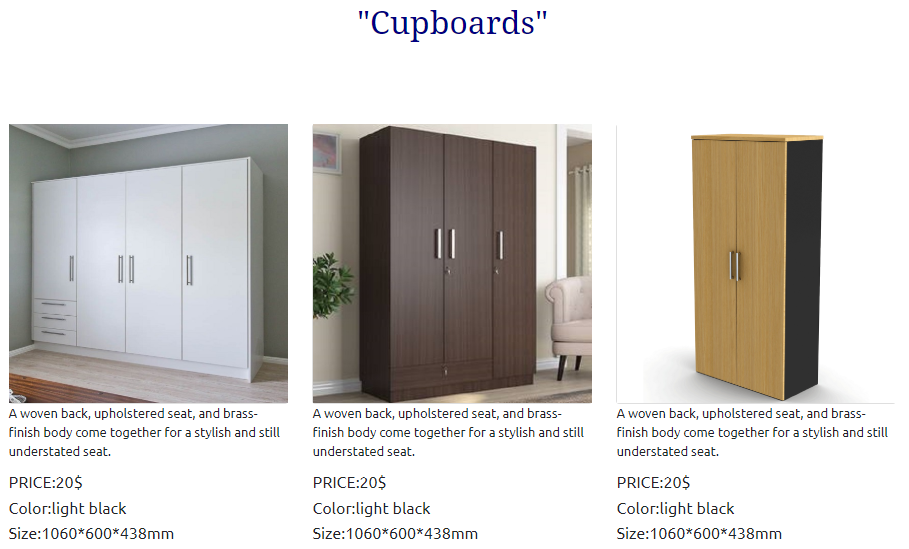 "Cupboards"
A woven back, upholstered seat, and brass-
finish body come together for a stylish and still
understated seat.
PRICE:20$
Color:light black
Size:1060*600*438mm
A woven back, upholstered seat, and brass-
finish body come together for a stylish and still
understated seat.
PRICE:20$
Color:light black
Size:1060*600*438mm
A woven back, upholstered seat, and brass-
finish body come together for a stylish and still
understated seat.
PRICE:20$
Color:light black
Size:1060*600*438mm